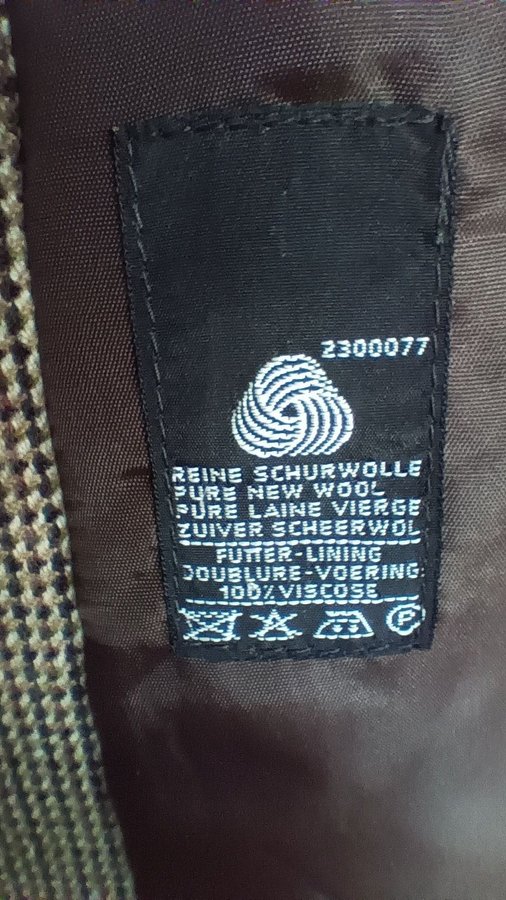 2300077
REINE SCHURWOLLE
PURE NEW WOOL
PURE LAINE VIERGE
ZUIVER SCHEERWOL
FUTTER-LINING
DOUBLURE-VOERING
100%VISCOSE
P